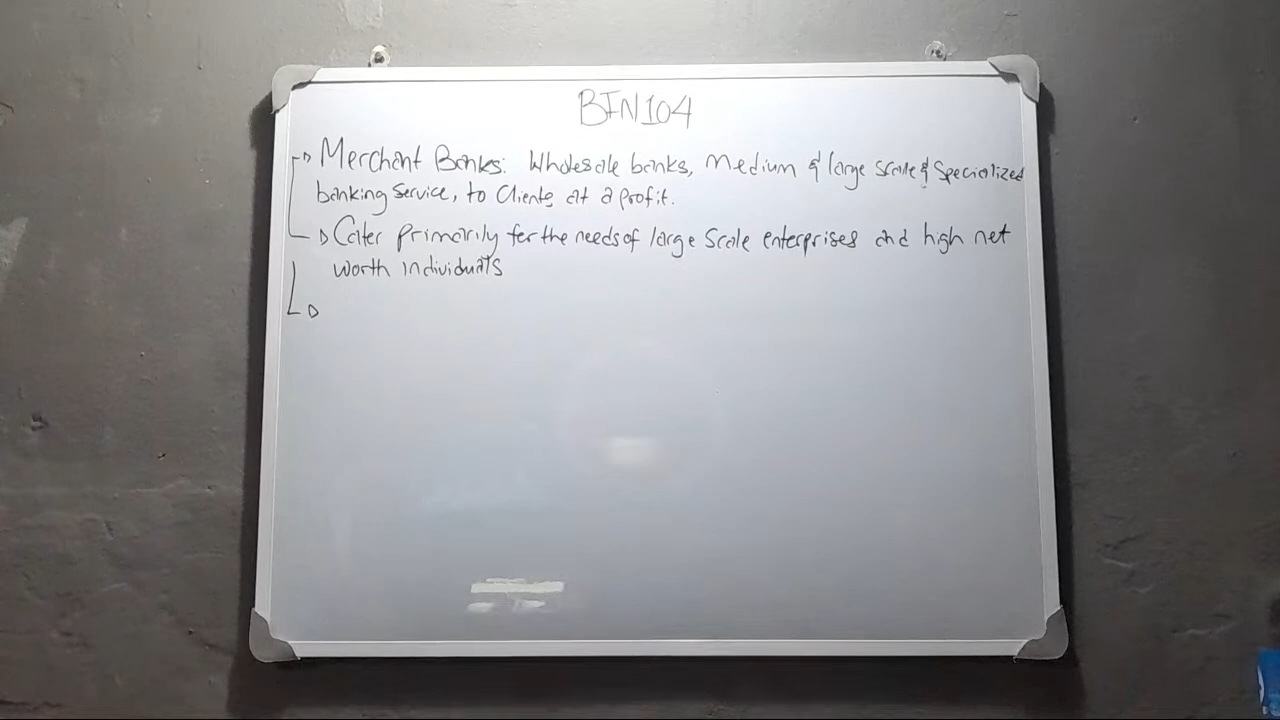 BFN104
Merchant Banks: Wholesale banks, Medium & large scale & Specialized
banking service, to Clients at a profit.
Cater primarily for the needs of large Scale enterprises and high net
worth individuals